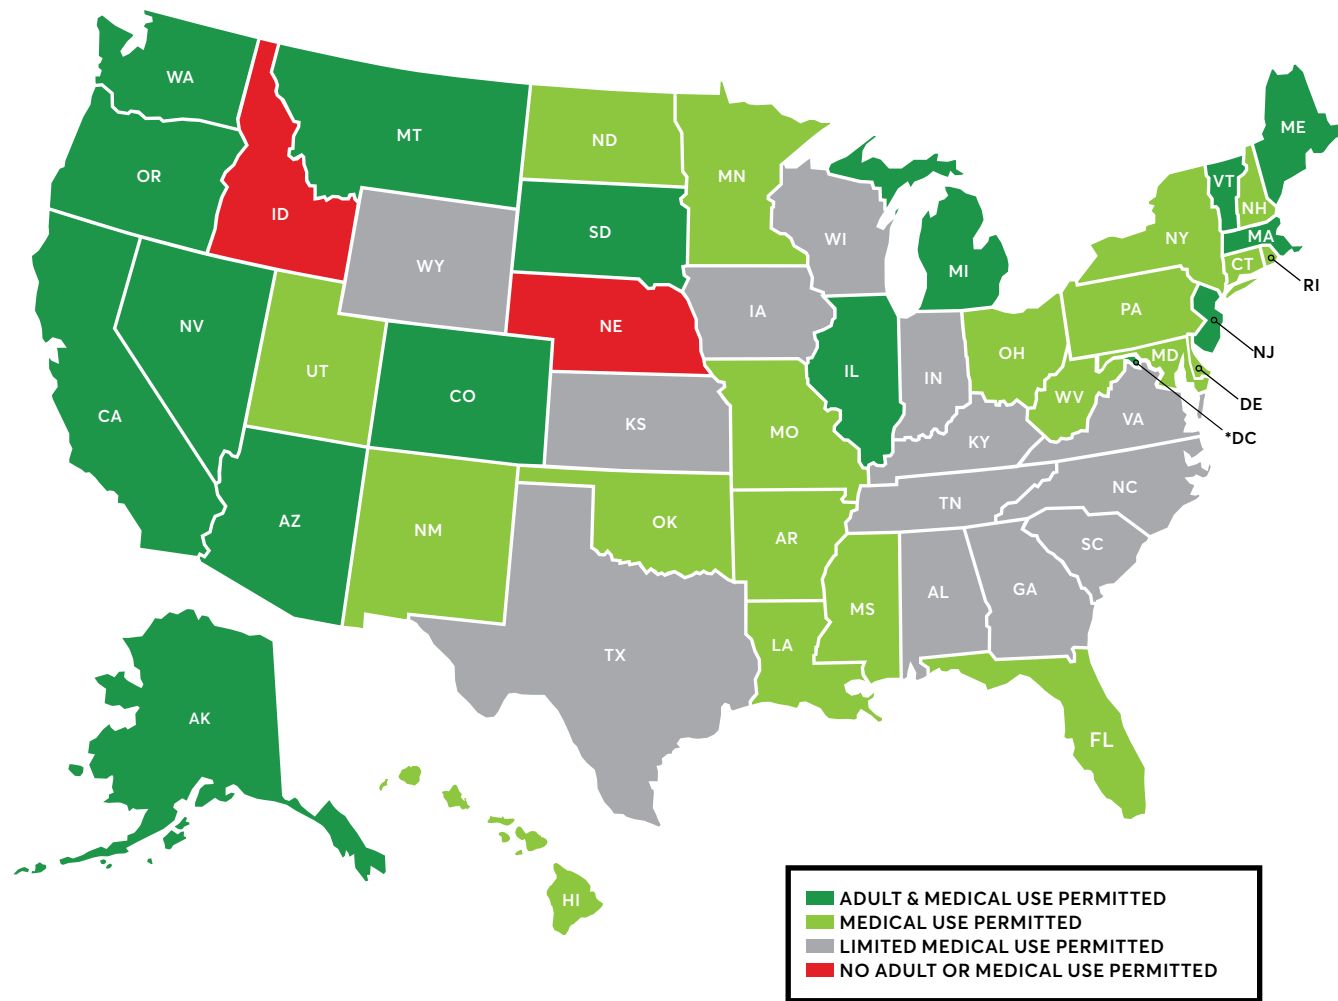 WA
MT
ND
MN
ME
OR
ID
VT
NH
SD
WI
NY
MA
WY
MI
CT
RI
NV
NE
IA
PA
UT
OH
MD
NJ
CO
IL
IN
WV
DE
CA
KS
MO
KY
VA
*DC
AZ
NM
OK
AR
TN
NC
SC
MS
AL
GA
TX
LA
AK
FL
HI
ADULT & MEDICAL USE PERMITTED
MEDICAL USE PERMITTED
LIMITED MEDICAL USE PERMITTED
NO ADULT OR MEDICAL USE PERMITTED